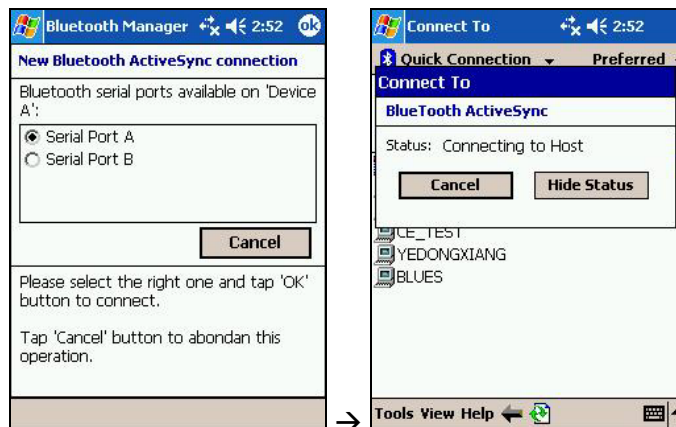 Bluetooth Manager 2:52 ok
New Bluetooth ActiveSync connection
Bluetooth serial ports available on 'Device
A':
Serial Port A
Serial Port B
Cancel
Please select the right one and tap 'OK'
button to connect.
Tap 'Cancel' button to abondan this
operation.
→
Connect To 2:52
Quick Connection Preferred
Connect To
BlueTooth ActiveSync
Status: Connecting to Host
Cancel Hide Status
CE_TEST
YEDONGXIANG
BLUES
Tools View Help